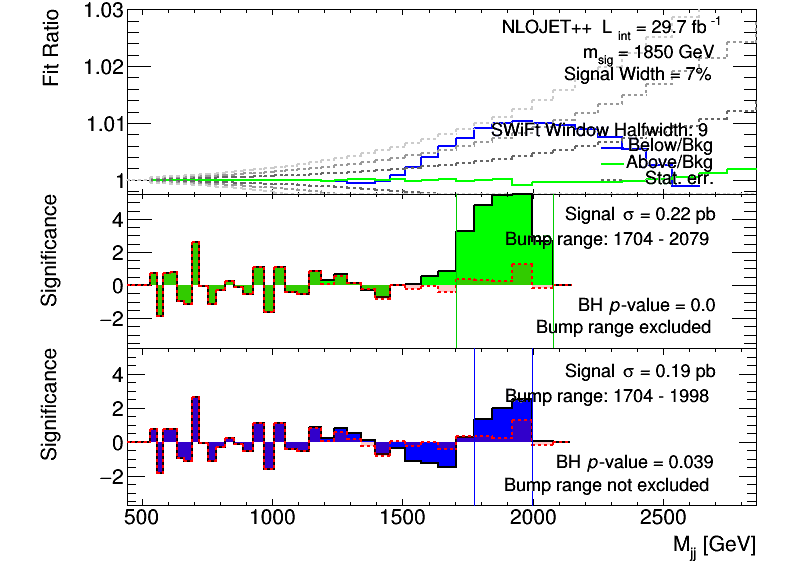 1.03
NLOJET++ L int = 29.7 fb -1
Fit Ratio
m sig = 1850 GeV
1.02
Signal Width = 7%
1.01
SWiFt Window Halfwidth: 9
Below/Bkg
Above/Bkg
1
Stat. err.
Significance
4
Signal σ = 0.22 pb
2
Bump range: 1704 - 2079
0
BH p-value = 0.0
−2
Bump range excluded
Significance
4
Signal σ = 0.19 pb
2
Bump range: 1704 - 1998
0
BH p-value = 0.039
−2
Bump range not excluded
500 1000 1500 2000 2500
Mjj [GeV]